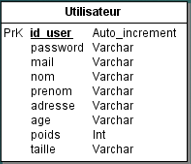 Utilisateur
PrK id_user Auto_increment
password Varchar
mail Varchar
nom Varchar
prenom Varchar
adresse Varchar
age Varchar
poids Int
taille Varchar